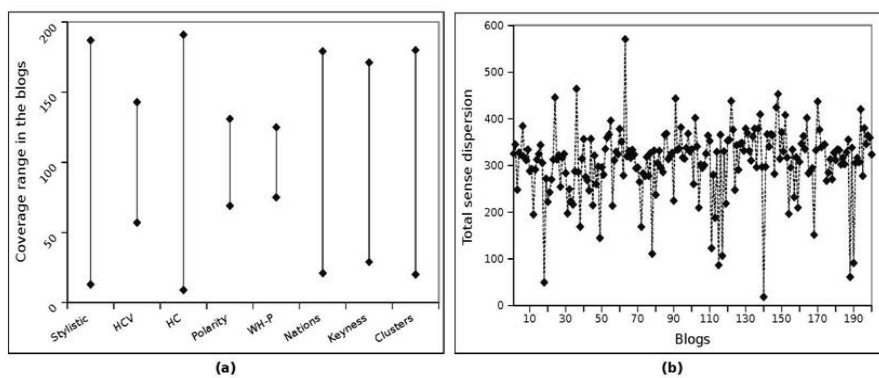 Coverage range in the blogs
200
150
100
50
0
Stylistic
HCV
HC
Polarity
WH-P
Nations
Keyness
Clusters
(a)
Total sense dispersion
600
500
400
300
200
100
0
10 30 50 70 90 110 130 150 170 190
Blogs
(b)